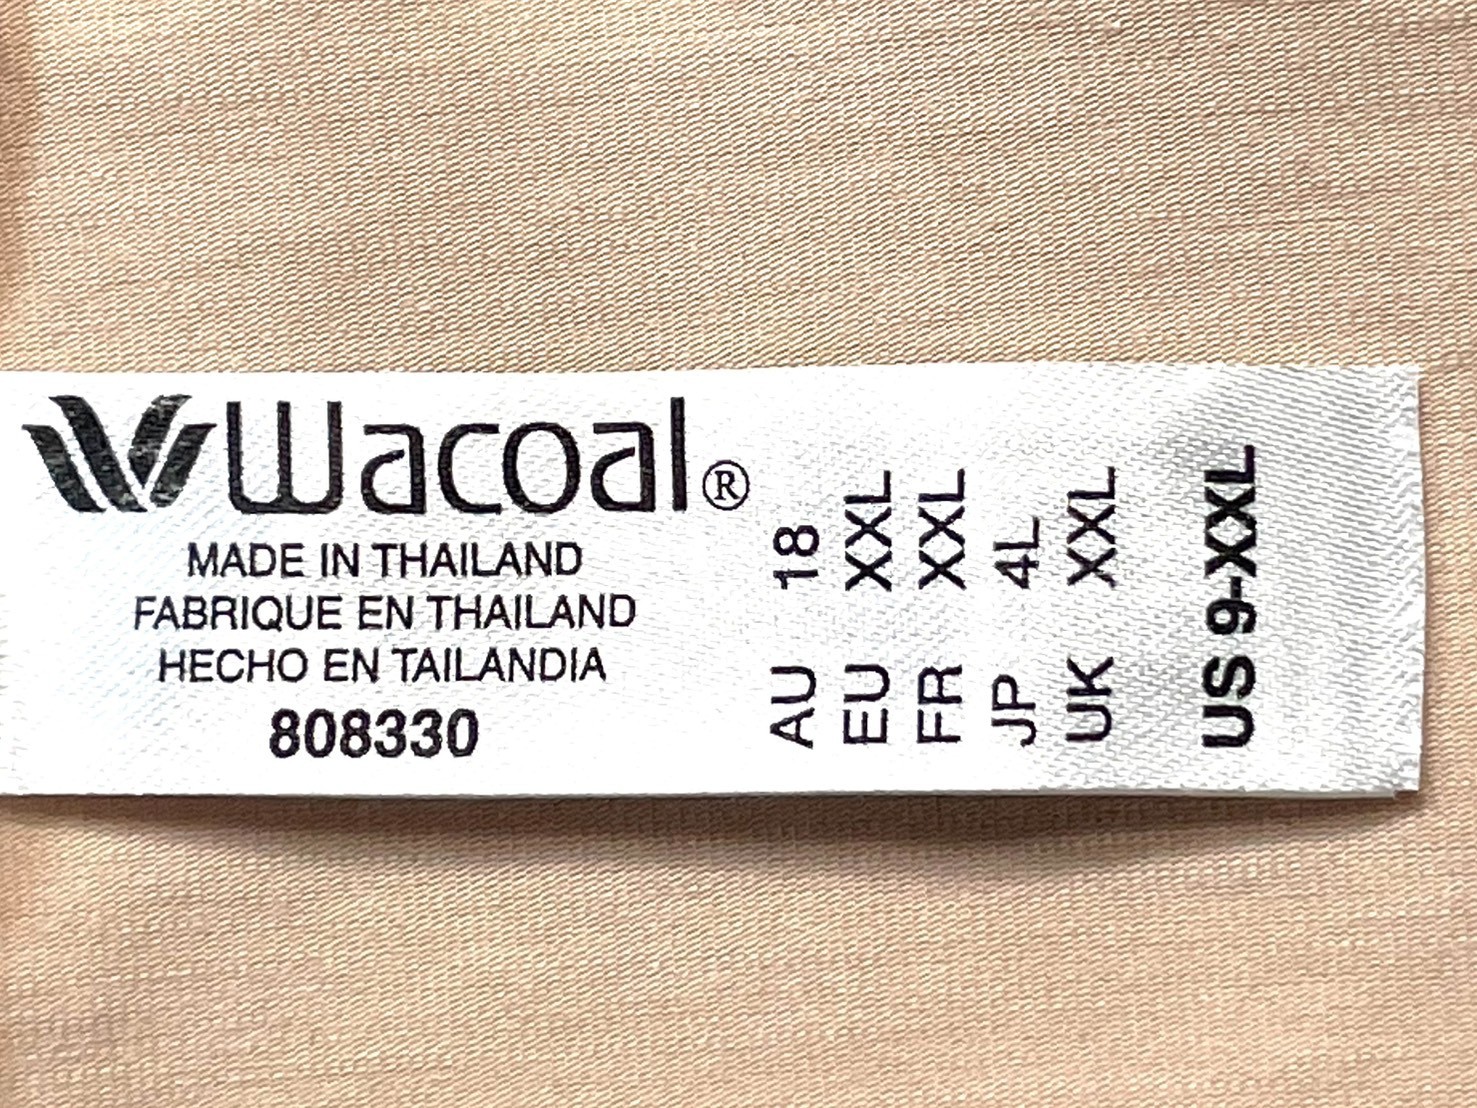 Wacoal®
MADE IN THAILAND
FABRIQUE EN THAILAND
HECHO EN TAILANDIA
808330
AU 18
EU XXL
FR XXL
JP 4L
UK XXL
US 9-XXL